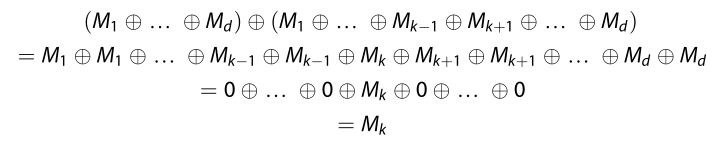 (M₁ ⊕ … ⊕ M_d) ⊕ (M₁ ⊕ … ⊕ M_{k−1} ⊕ M_{k+1} ⊕ … ⊕ M_d)
= M₁ ⊕ M₁ ⊕ … ⊕ M_{k−1} ⊕ M_{k−1} ⊕ M_k ⊕ M_{k+1} ⊕ M_{k+1} ⊕ … ⊕ M_d ⊕ M_d
= 0 ⊕ … ⊕ 0 ⊕ M_k ⊕ 0 ⊕ … ⊕ 0
= M_k